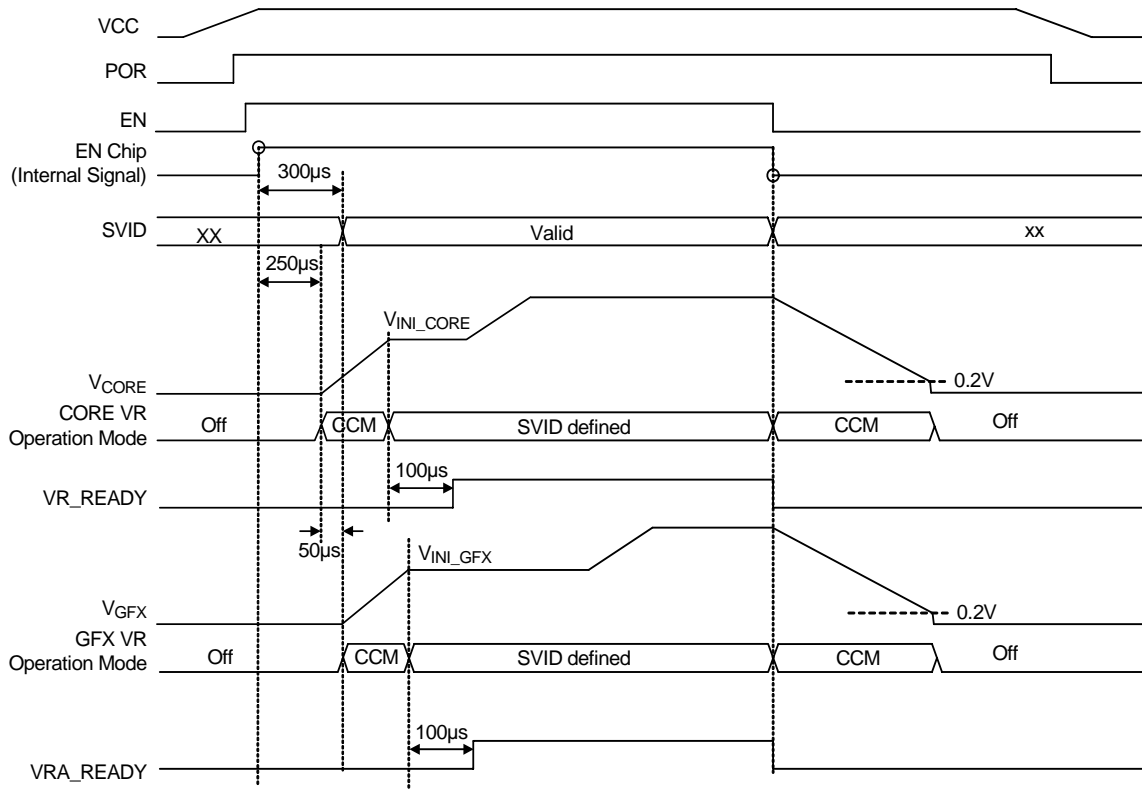 VCC
POR
EN
EN Chip
(Internal Signal)
300µs
SVID
XX
Valid
xx
250µs
VINI_CORE
VCORE
0.2V
CORE VR
Operation Mode
Off
CCM
SVID defined
CCM
Off
100µs
VR_READY
50µs
VINI_GFX
VGFX
0.2V
GFX VR
Operation Mode
Off
CCM
SVID defined
CCM
Off
100µs
VRA_READY